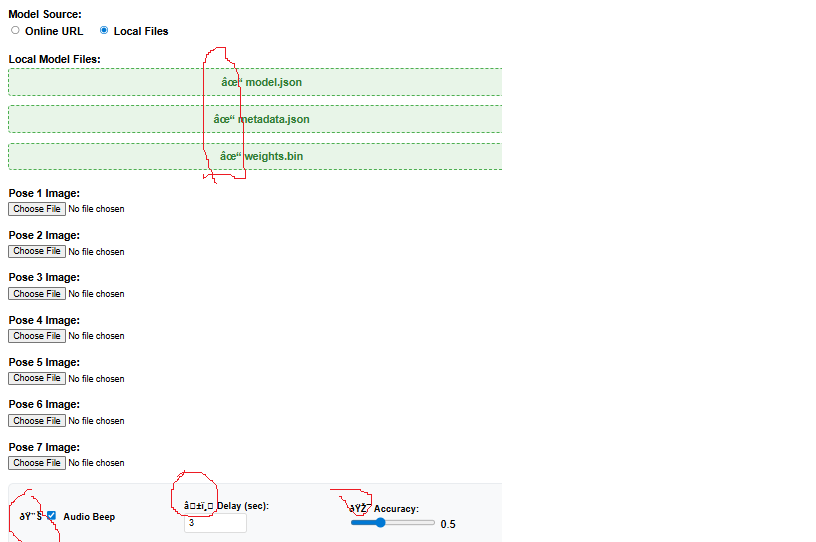 Model Source:
Online URL Local Files
Local Model Files:
âœ“ model.json
âœ“ metadata.json
âœ“ weights.bin
Pose 1 Image:
Choose File No file chosen
Pose 2 Image:
Choose File No file chosen
Pose 3 Image:
Choose File No file chosen
Pose 4 Image:
Choose File No file chosen
Pose 5 Image:
Choose File No file chosen
Pose 6 Image:
Choose File No file chosen
Pose 7 Image:
Choose File No file chosen
Audio Beep
Delay (sec):
3
Accuracy:
0.5